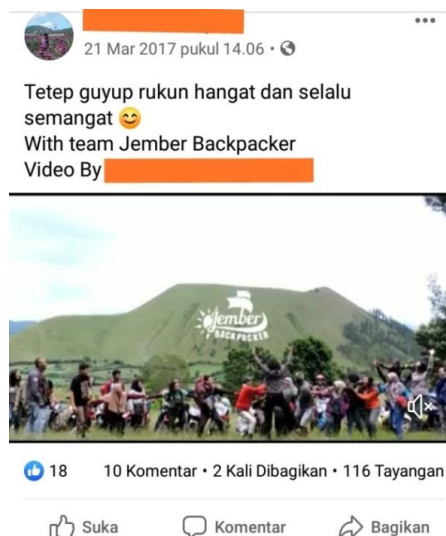 21 Mar 2017 pukul 14.06
Tetep guyup rukun hangat dan selalu
semangat 😊
With team Jember Backpacker
Video By
Jember
BACKPACKER
18
10 Komentar • 2 Kali Dibagikan • 116 Tayangan
Suka
Komentar
Bagikan